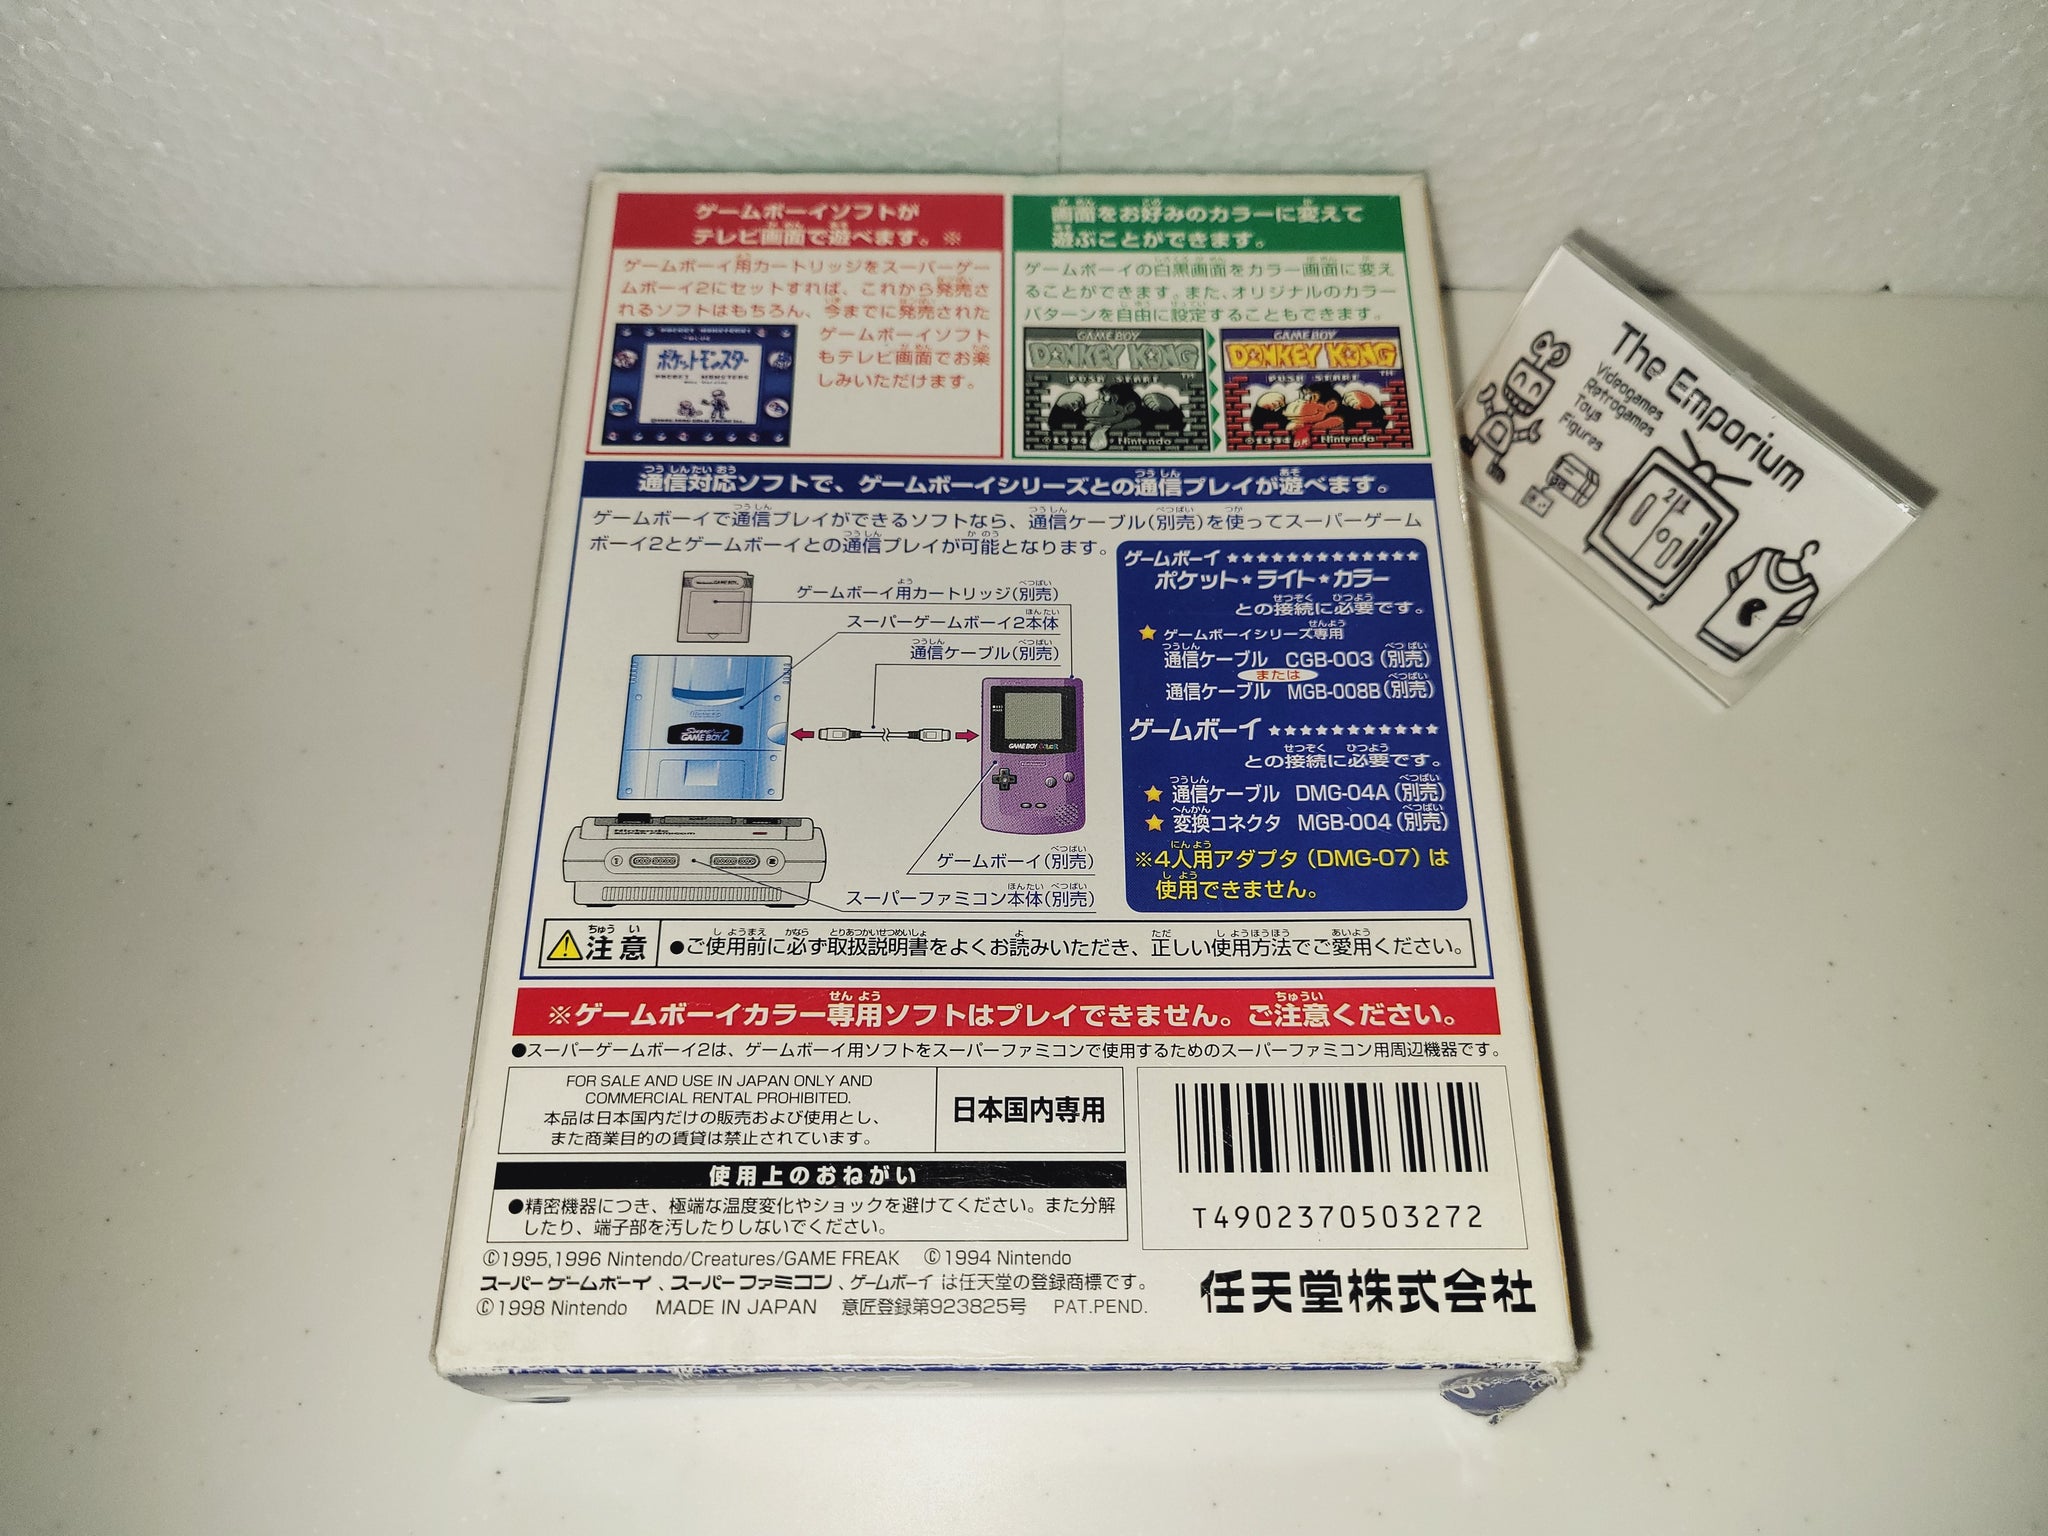 ゲームボーイソフトが
テレビ画面で遊べます。※
ゲームボーイ用カートリッジをスーパーゲー
ムボーイ2にセットすれば、これから発売さ
れるソフトはもちろん、今までに発売された
ゲームボーイソフト
もテレビ画面でお楽
しみいただけます。
ポケットモンスター
POCKET MONSTERS
画面をお好みのカラーに変えて
遊ぶことができます。
ゲームボーイの白黒画面をカラー画面に変え
ることができます。また、オリジナルのカラー
パターンを自由に設定することもできます。
GAME BOY
DONKEY KONG
TM
PUSH START
©1994 Nintendo
GAME BOY
DONKEY KONG
TM
PUSH START
©1994 Nintendo
通信対応ソフトで、ゲームボーイシリーズとの通信プレイが遊べます。
ゲームボーイで通信プレイができるソフトなら、通信ケーブル(別売)を使ってスーパーゲーム
ボーイ2とゲームボーイとの通信プレイが可能となります。
ゲームボーイ用カートリッジ(別売)
スーパーゲームボーイ2本体
通信ケーブル(別売)
Super GAME BOY 2
GAME BOY COLOR
ゲームボーイ(別売)
スーパーファミコン本体(別売)
ゲームボーイ ★★★★★★★★★★★★★
ポケット★ライト★カラー
との接続に必要です。
★ ゲームボーイシリーズ専用
通信ケーブル CGB-003 (別売)
または
通信ケーブル MGB-008B (別売)
ゲームボーイ ★★★★★★★★★★★
との接続に必要です。
★ 通信ケーブル DMG-04A (別売)
★ 変換コネクタ MGB-004 (別売)
※4人用アダプタ (DMG-07) は
使用できません。
注意 ●ご使用前に必ず取扱説明書をよくお読みいただき、正しい使用方法でご愛用ください。
※ゲームボーイカラー専用ソフトはプレイできません。ご注意ください。
●スーパーゲームボーイ2は、ゲームボーイ用ソフトをスーパーファミコンで使用するためのスーパーファミコン用周辺機器です。
FOR SALE AND USE IN JAPAN ONLY AND
COMMERCIAL RENTAL PROHIBITED.
本品は日本国内だけの販売および使用とし、
また商業目的の賃貸は禁止されています。
日本国内専用
使用上のおねがい
●精密機器につき、極端な温度変化やショックを避けてください。また分解
したり、端子部を汚したりしないでください。
T4902370503272
©1995,1996 Nintendo/Creatures/GAME FREAK ©1994 Nintendo
スーパーゲームボーイ、スーパーファミコン、ゲームボーイは任天堂の登録商標です。
©1998 Nintendo MADE IN JAPAN 意匠登録第923825号 PAT.PEND.
任天堂株式会社
The Emporium
Videogames
Retrogames
Toys
Figures